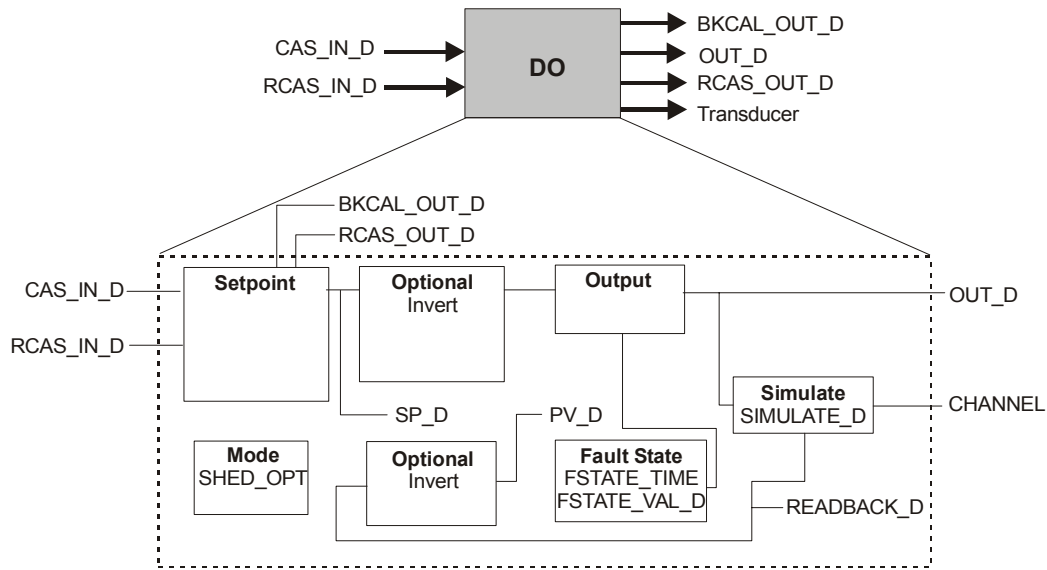 BKCAL_OUT_D
CAS_IN_D
OUT_D
DO
RCAS_IN_D
RCAS_OUT_D
Transducer
BKCAL_OUT_D
RCAS_OUT_D
Setpoint
Optional
Invert
Output
CAS_IN_D
OUT_D
RCAS_IN_D
Simulate
SIMULATE_D
CHANNEL
SP_D
PV_D
Mode
SHED_OPT
Optional
Invert
Fault State
FSTATE_TIME
FSTATE_VAL_D
READBACK_D